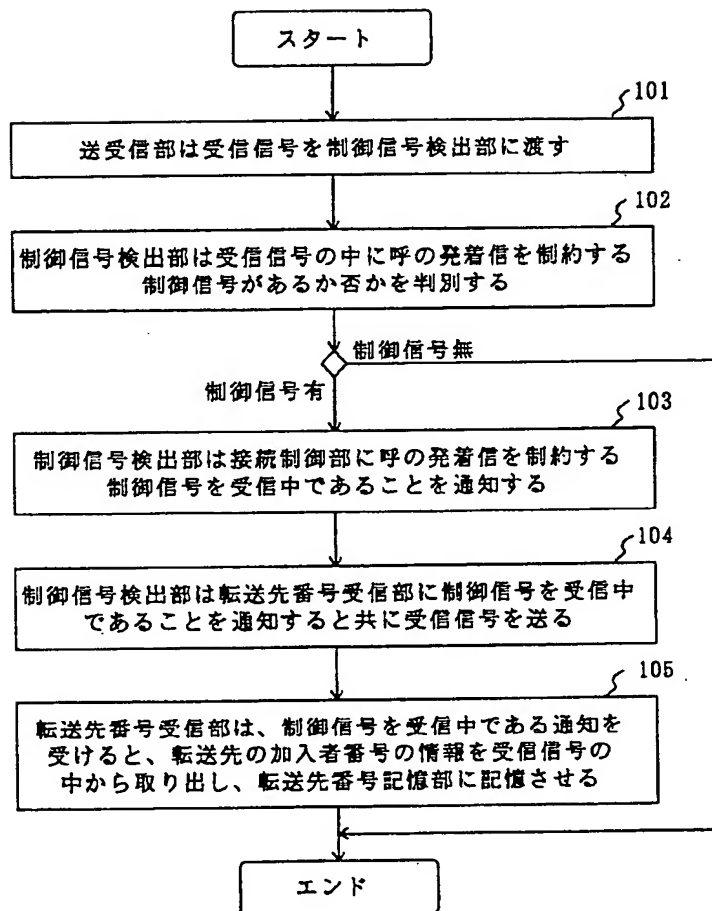 スタート
101
送受信部は受信信号を制御信号検出部に渡す
102
制御信号検出部は受信信号の中に呼の発着信を制約する
制御信号があるか否かを判別する
制御信号無
制御信号有
103
制御信号検出部は接続制御部に呼の発着信を制約する
制御信号を受信中であることを通知する
104
制御信号検出部は転送先番号受信部に制御信号を受信中
であることを通知すると共に受信信号を送る
105
転送先番号受信部は、制御信号を受信中である通知を
受けると、転送先の加入者番号の情報を受信信号の
中から取り出し、転送先番号記憶部に記憶させる
エンド